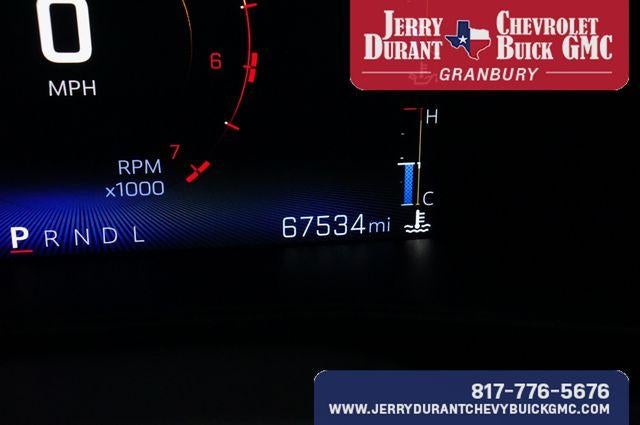 JERRY DURANT CHEVROLET BUICK GMC
GRANBURY
0
MPH
6
7
RPM
x1000
H
C
P R N D L
67534 mi
817-776-5676
WWW.JERRYDURANTCHEVYBUICKGMC.COM